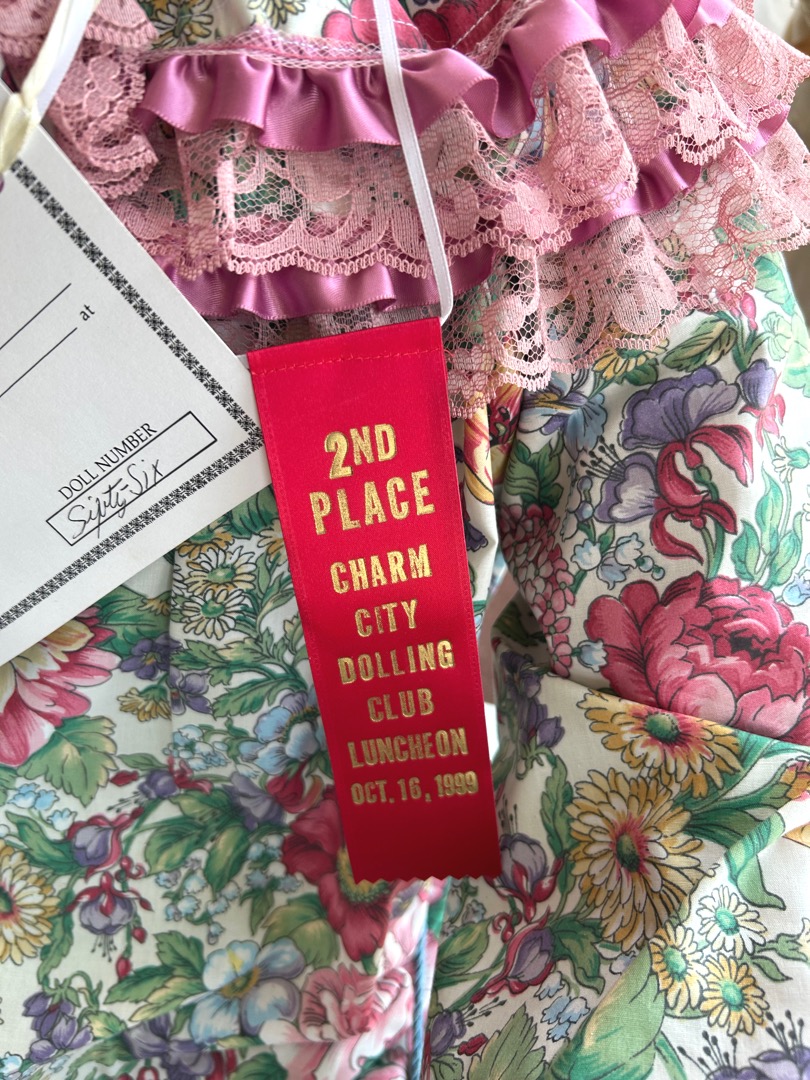 at
DOLL NUMBER
Sixty Six
2ND
PLACE
CHARM
CITY
DOLLING
CLUB
LUNCHEON
OCT. 16, 1999